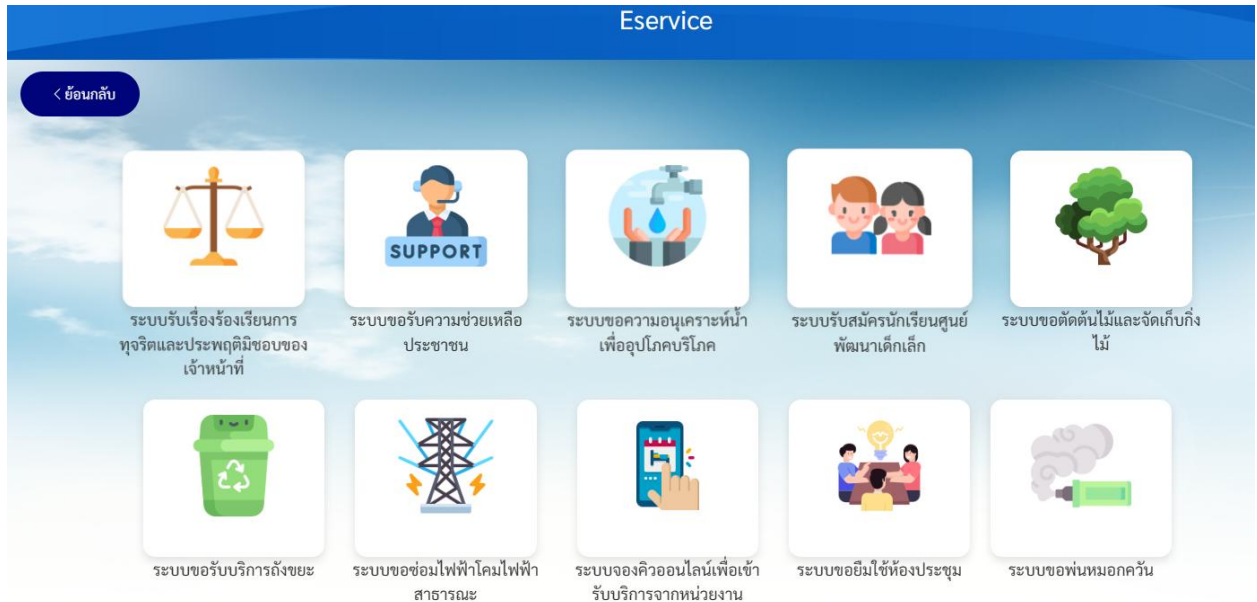 Eservice
< ย้อนกลับ
SUPPORT
ระบบรับเรื่องร้องเรียนการ
ทุจริตและประพฤติมิชอบของ
เจ้าหน้าที่
ระบบขอรับความช่วยเหลือ
ประชาชน
ระบบขอความอนุเคราะห์น้ำ
เพื่ออุปโภคบริโภค
ระบบรับสมัครนักเรียนศูนย์
พัฒนาเด็กเล็ก
ระบบขอตัดต้นไม้และจัดเก็บกิ่ง
ไม้
ระบบขอรับบริการถังขยะ
ระบบขอซ่อมไฟฟ้าโคมไฟฟ้า
สาธารณะ
ระบบจองคิวออนไลน์เพื่อเข้า
รับบริการจากหน่วยงาน
ระบบขอยืมใช้ห้องประชุม
ระบบขอพ่นหมอกควัน